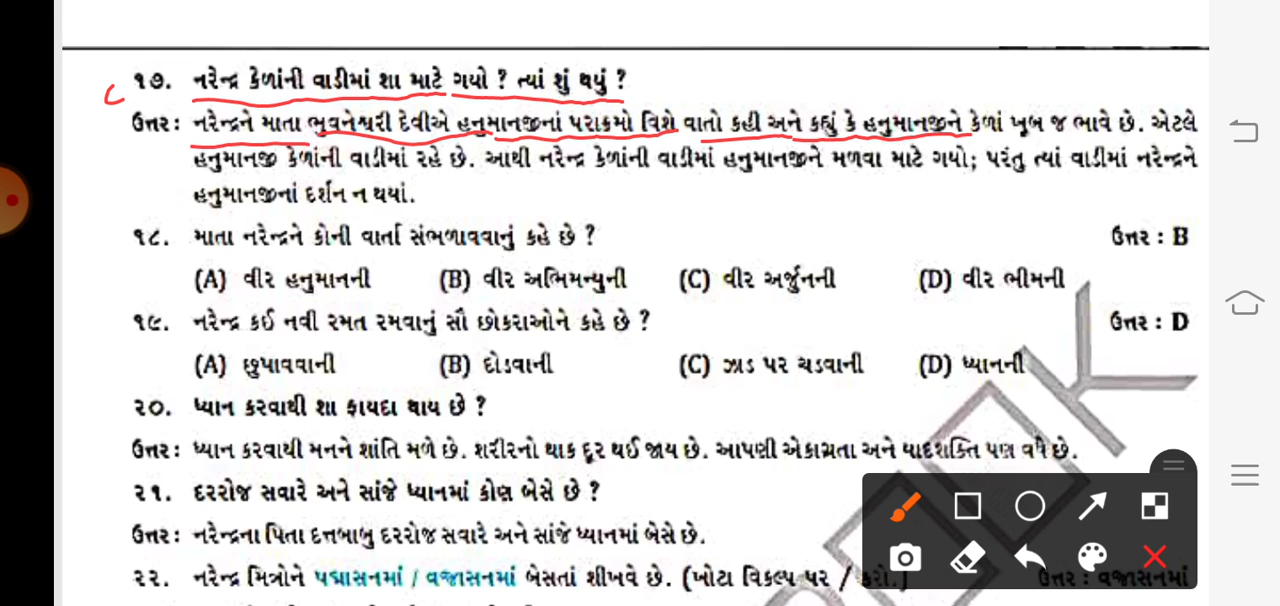 ૧૭. નરેન્દ્ર કેળાંની વાડીમાં શા માટે ગયો ? ત્યાં શું થયું ?
ઉત્તર : નરેન્દ્રને માતા ભુવનેશ્વરી દેવીએ હનુમાનજીનાં પરાક્રમો વિશે વાતો કહી અને કહ્યું કે હનુમાનજીને કેળાં ખૂબ જ ભાવે છે. એટલે
હનુમાનજી કેળાંની વાડીમાં રહે છે. આથી નરેન્દ્ર કેળાંની વાડીમાં હનુમાનજીને મળવા માટે ગયો; પરંતુ ત્યાં વાડીમાં નરેન્દ્રને
હનુમાનજીનાં દર્શન ન થયાં.
૧૮. માતા નરેન્દ્રને કોની વાર્તા સંભળાવવાનું કહે છે ? ઉત્તર : B
(A) વીર હનુમાનની (B) વીર અભિમન્યુની (C) વીર અર્જુનની (D) વીર ભીમની
૧૯. નરેન્દ્ર કઈ નવી રમત રમવાનું સૌ છોકરાઓને કહે છે ? ઉત્તર : D
(A) છુપાવવાની (B) દોડવાની (C) ઝાડ પર ચડવાની (D) ધ્યાનની
૨૦. ધ્યાન કરવાથી શા ફાયદા થાય છે ?
ઉત્તર : ધ્યાન કરવાથી મનને શાંતિ મળે છે. શરીરનો થાક દૂર થઈ જાય છે. આપણી એકાગ્રતા અને યાદશક્તિ પણ વધે છે.
૨૧. દરરોજ સવારે અને સાંજે ધ્યાનમાં કોણ બેસે છે ?
ઉત્તર : નરેન્દ્રના પિતા દત્તબાબુ દરરોજ સવારે અને સાંજે ધ્યાનમાં બેસે છે.
૨૨. નરેન્દ્ર મિત્રોને પદ્માસનમાં / વજ્રાસનમાં બેસતાં શીખવે છે. (ખોટા વિકલ્પ પર / કરો.) ઉત્તર : વજ્રાસનમાં